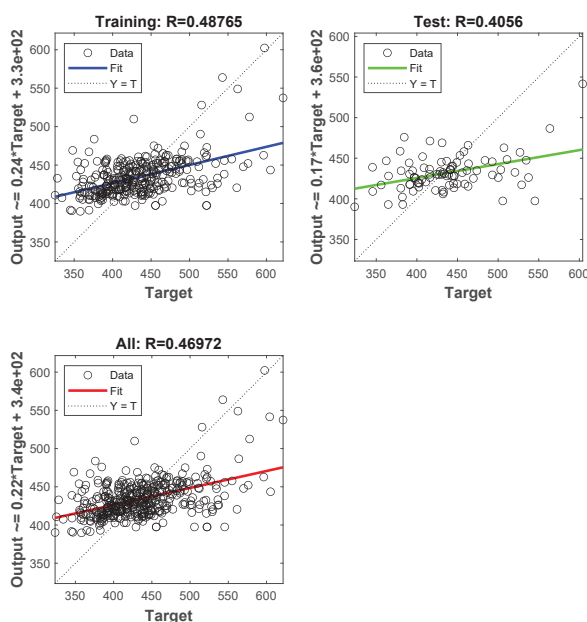 Training: R=0.48765
Output ~= 0.24*Target + 3.3e+02
600
550
500
450
400
350
Data
Fit
Y = T
350 400 450 500 550 600
Target
Test: R=0.4056
Output ~= 0.17*Target + 3.6e+02
600
550
500
450
400
350
Data
Fit
Y = T
350 400 450 500 550 600
Target
All: R=0.46972
Output ~= 0.22*Target + 3.4e+02
600
550
500
450
400
350
Data
Fit
Y = T
350 400 450 500 550 600
Target